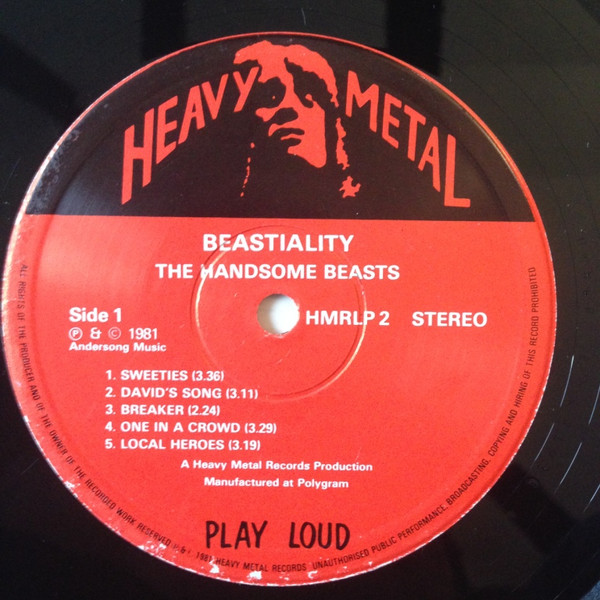 HEAVY METAL
BEASTIALITY
THE HANDSOME BEASTS
Side 1
HMRLP 2 STEREO
℗ & © 1981
Andersong Music
1. SWEETIES (3.36)
2. DAVID'S SONG (3.11)
3. BREAKER (2.24)
4. ONE IN A CROWD (3.29)
5. LOCAL HEROES (3.19)
A Heavy Metal Records Production
Manufactured at Polygram
PLAY LOUD
ALL RIGHTS OF THE PRODUCER AND OF THE OWNER OF THE RECORDED WORK RESERVED. ℗ & © 1981 HEAVY METAL RECORDS. UNAUTHORISED PUBLIC PERFORMANCE, BROADCASTING, COPYING AND HIRING OF THIS RECORD PROHIBITED